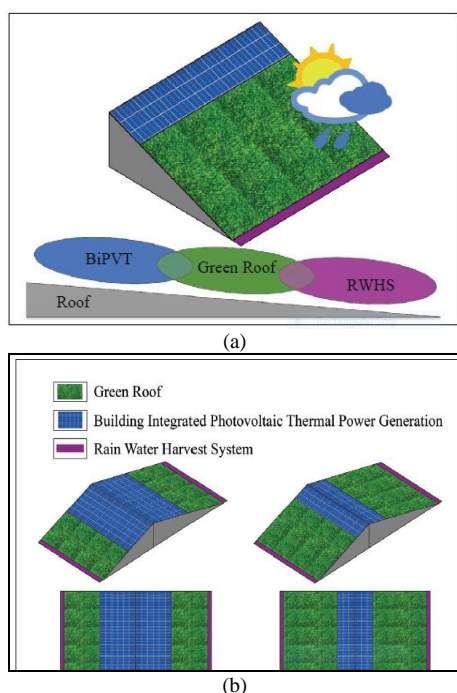 BiPVT
Green Roof
RWHS
Roof
(a)
Green Roof
Building Integrated Photovoltaic Thermal Power Generation
Rain Water Harvest System
(b)